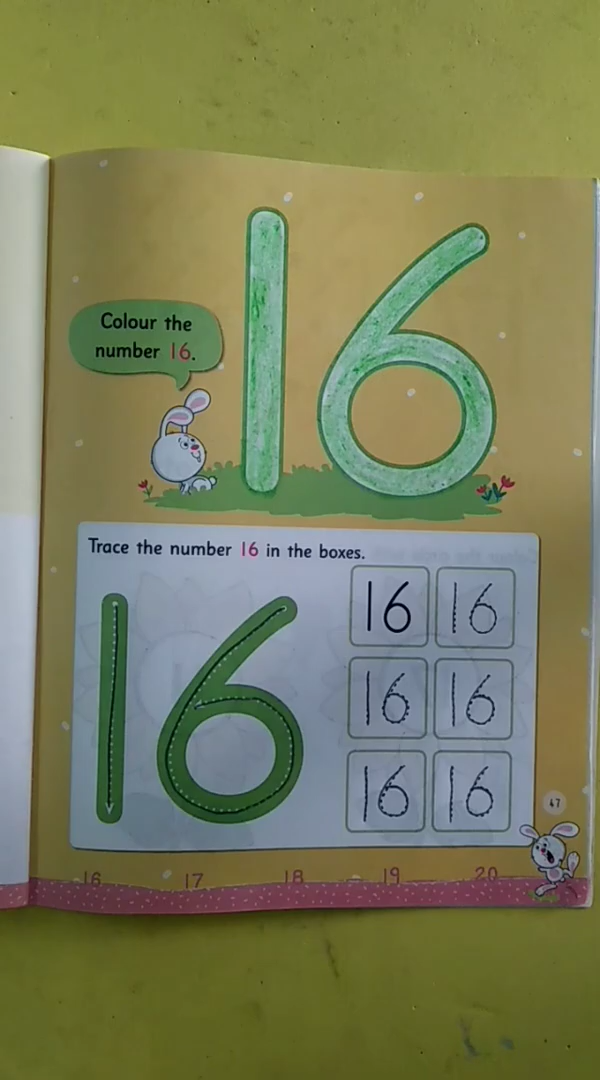 16
Colour the
number 16.
Trace the number 16 in the boxes.
16
16 16
16 16
16 16
47
16 17 18 19 20